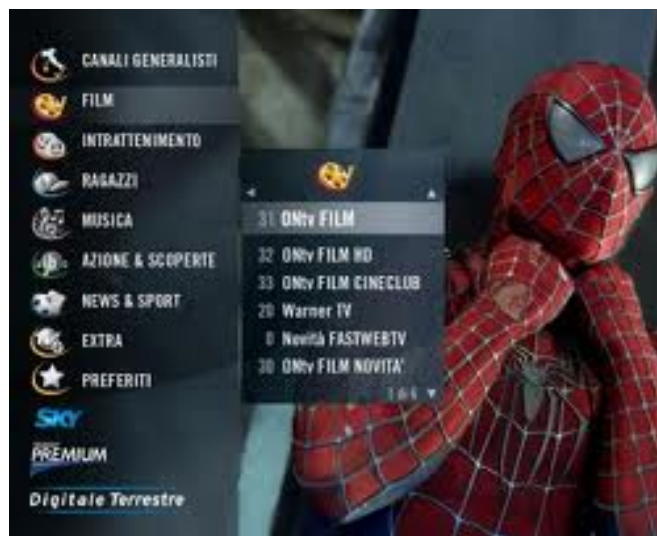 CANALI GENERALISTI
FILM
INTRATTENIMENTO
RAGAZZI
MUSICA
AZIONE & SCOPERTE
NEWS & SPORT
EXTRA
PREFERITI
SKY
PREMIUM
Digitale Terrestre
31 ONtv FILM
32 ONtv FILM HD
33 ONtv FILM CINECLUB
20 Warner TV
0 Novità FASTWEBTV
30 ONtv FILM NOVITA'